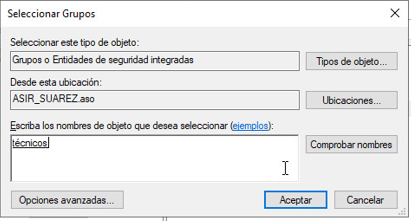 Seleccionar Grupos
Seleccionar este tipo de objeto:
Grupos o Entidades de seguridad integradas
Tipos de objeto...
Desde esta ubicación:
ASIR_SUAREZ.aso
Ubicaciones...
Escriba los nombres de objeto que desea seleccionar (ejemplos):
técnicos
Comprobar nombres
Opciones avanzadas...
Aceptar
Cancelar